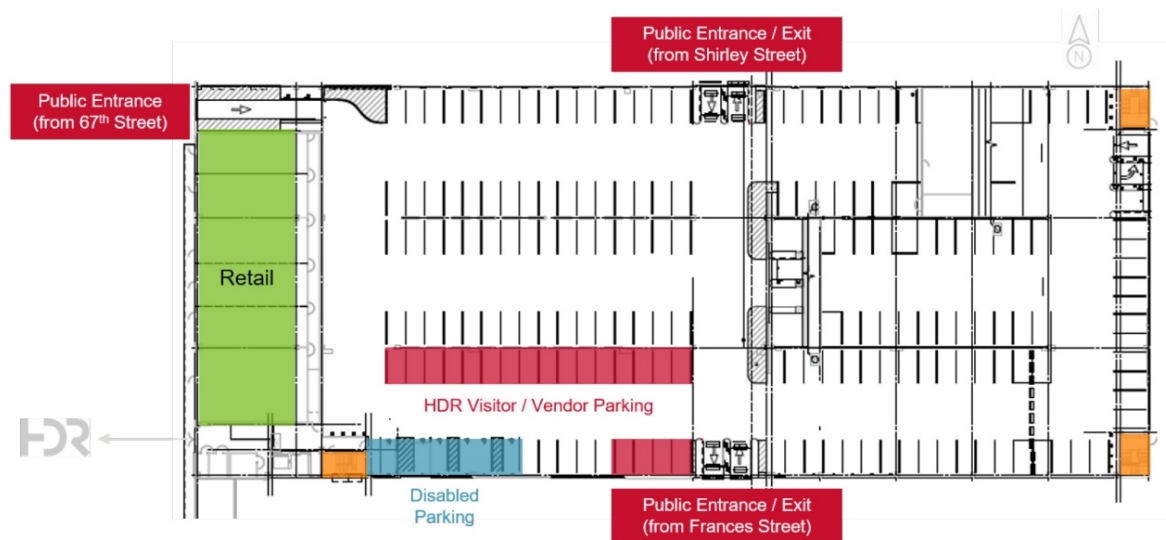 Public Entrance / Exit
(from Shirley Street)
N
Public Entrance
(from 67th Street)
Retail
HDR Visitor / Vendor Parking
HDR
Disabled
Parking
Public Entrance / Exit
(from Frances Street)